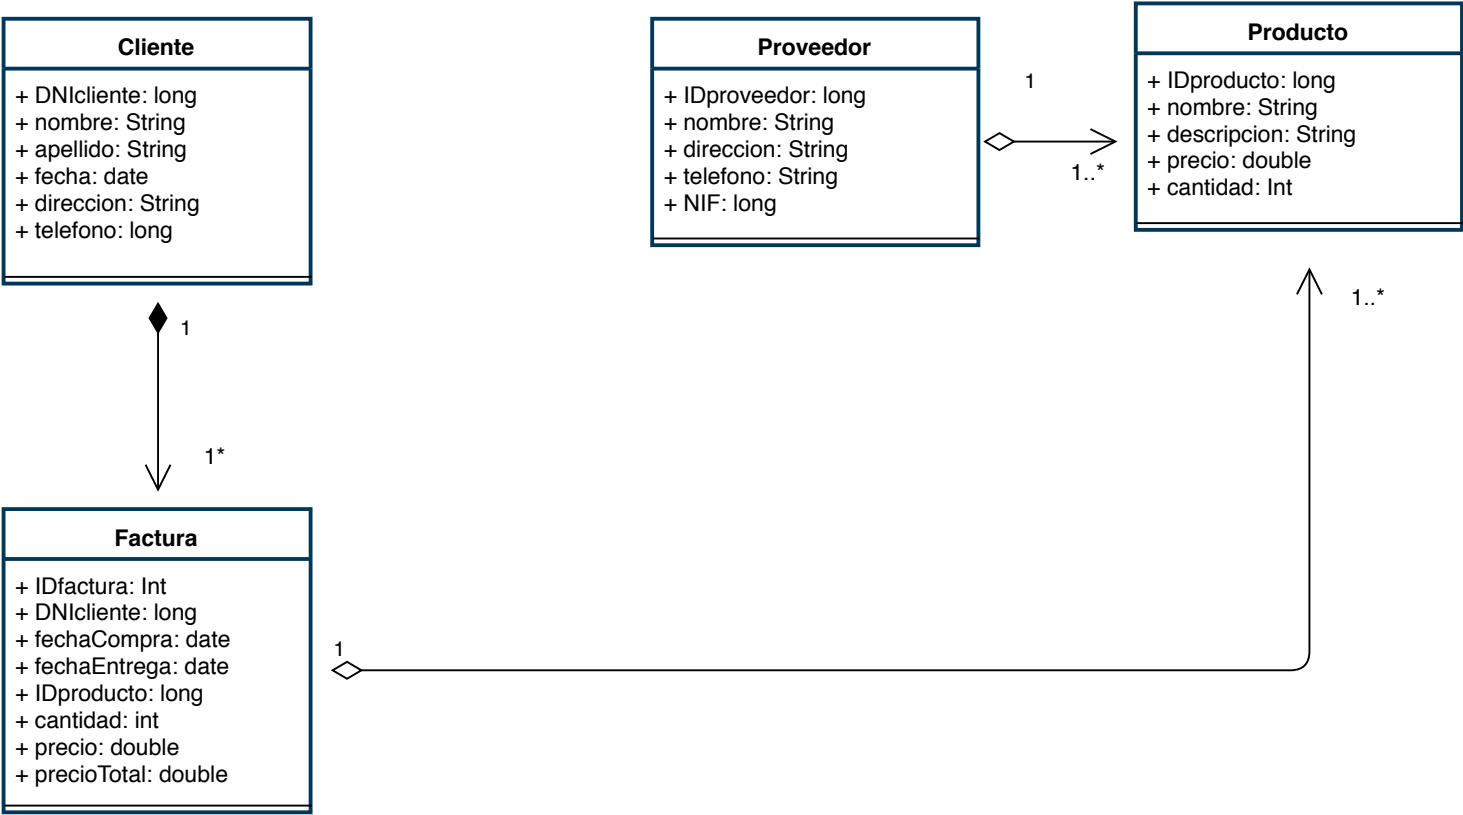 Cliente
+ DNIcliente: long
+ nombre: String
+ apellido: String
+ fecha: date
+ direccion: String
+ telefono: long
Proveedor
+ IDproveedor: long
+ nombre: String
+ direccion: String
+ telefono: String
+ NIF: long
1
1..*
Producto
+ IDproducto: long
+ nombre: String
+ descripcion: String
+ precio: double
+ cantidad: Int
1
1*
1..*
Factura
+ IDfactura: Int
+ DNIcliente: long
+ fechaCompra: date
+ fechaEntrega: date
+ IDproducto: long
+ cantidad: int
+ precio: double
+ precioTotal: double
1